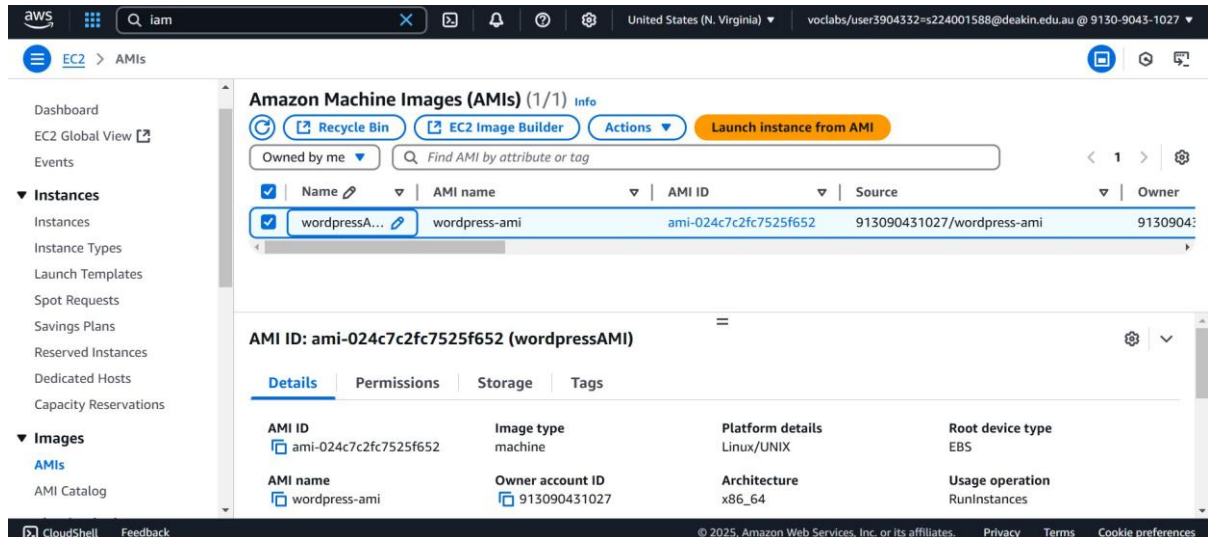 aws iam United States (N. Virginia) voclabs/user3904332=s224001588@deakin.edu.au @ 9130-9043-1027
EC2 > AMIs
Dashboard
EC2 Global View
Events
Instances
Instances
Instance Types
Launch Templates
Spot Requests
Savings Plans
Reserved Instances
Dedicated Hosts
Capacity Reservations
Images
AMIs
AMI Catalog
Amazon Machine Images (AMIs) (1/1) Info
Recycle Bin EC2 Image Builder Actions Launch instance from AMI
Owned by me Find AMI by attribute or tag 1
Name AMI name AMI ID Source Owner
wordpressA... wordpress-ami ami-024c7c2fc7525f652 913090431027/wordpress-ami 9130904
AMI ID: ami-024c7c2fc7525f652 (wordpressAMI)
Details Permissions Storage Tags
AMI ID Image type Platform details Root device type
ami-024c7c2fc7525f652 machine Linux/UNIX EBS
AMI name Owner account ID Architecture Usage operation
wordpress-ami 913090431027 x86_64 RunInstances
CloudShell Feedback © 2025, Amazon Web Services, Inc. or its affiliates. Privacy Terms Cookie preferences